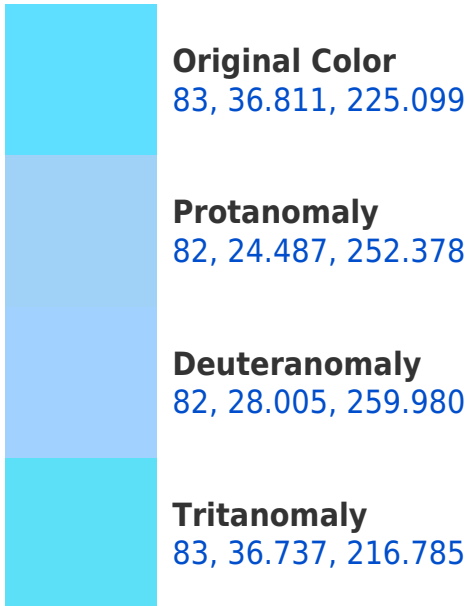 Original Color
83, 36.811, 225.099
Protanomaly
82, 24.487, 252.378
Deuteranomaly
82, 28.005, 259.980
Tritanomaly
83, 36.737, 216.785